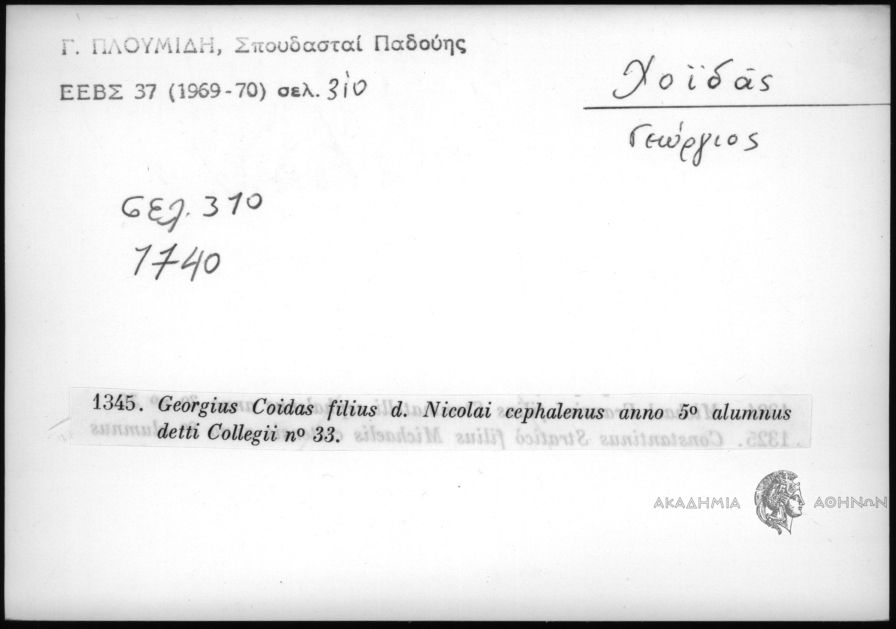 Γ. ΠΛΟΥΜΙΔΗ, Σπουδασταί Παδούης
ΕΕΒΣ 37 (1969-70) σελ. 310
Χοϊδᾶς
Γεώργιος
σελ. 310
1740
1345. Georgius Coidas filius d. Nicolai cephalenus anno 5º alumnus
detti Collegii nº 33.
ΑΚΑΔΗΜΙΑ ΑΘΗΝΩΝ